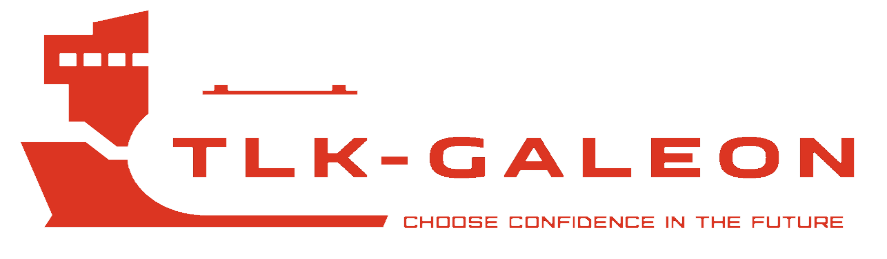 TLK-GALEON
CHOOSE CONFIDENCE IN THE FUTURE